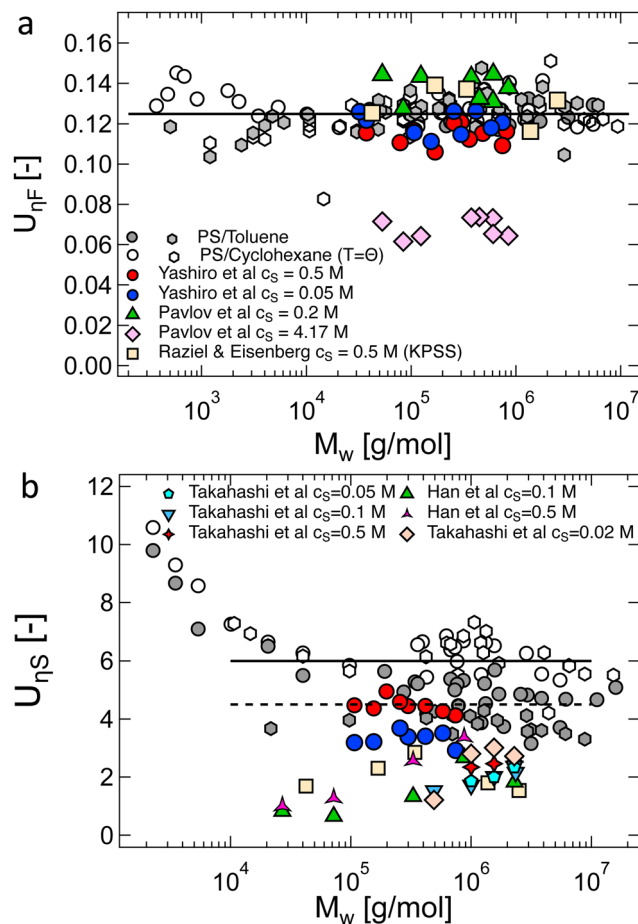 a
0.16
0.14
0.12
0.10
0.08
0.06
0.04
0.02
0.00
UηF [-]
PS/Toluene
PS/Cyclohexane (T=Θ)
Yashiro et al cS = 0.5 M
Yashiro et al cS = 0.05 M
Pavlov et al cS = 0.2 M
Pavlov et al cS = 4.17 M
Raziel & Eisenberg cS = 0.5 M (KPSS)
10³ 10⁴ 10⁵ 10⁶ 10⁷
Mw [g/mol]
b
12
10
8
6
4
2
0
UηS [-]
Takahashi et al cS=0.05 M Han et al cS=0.1 M
Takahashi et al cS=0.1 M Han et al cS=0.5 M
Takahashi et al cS=0.5 M Takahashi et al cS=0.02 M
10⁴ 10⁵ 10⁶ 10⁷
Mw [g/mol]